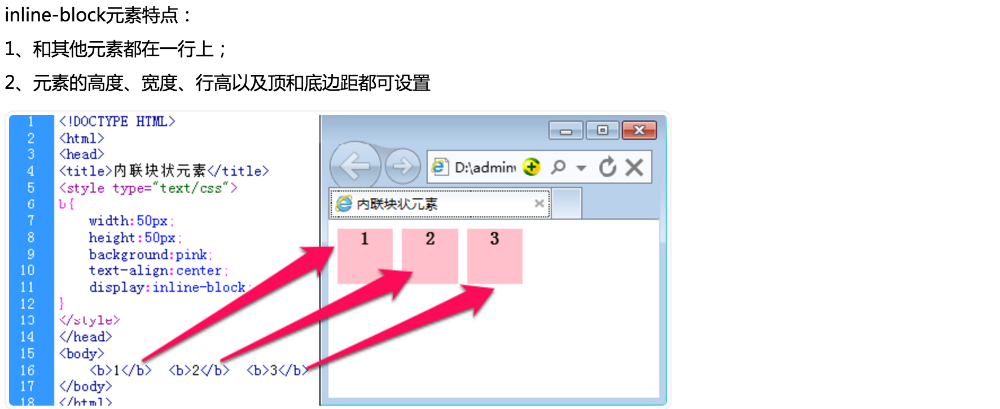 inline-block元素特点：
1、和其他元素都在一行上；
2、元素的高度、宽度、行高以及顶和底边距都可设置
1 <!DOCTYPE HTML>
2 <html>
3 <head>
4 <title>内联块状元素</title>
5 <style type="text/css">
6 b{
7 width:50px;
8 height:50px;
9 background:pink;
10 text-align:center;
11 display:inline-block;
12 }
13 </style>
14 </head>
15 <body>
16 <b>1</b> <b>2</b> <b>3</b>
17 </body>
18 </html>
D:\admin
内联块状元素
1 2 3